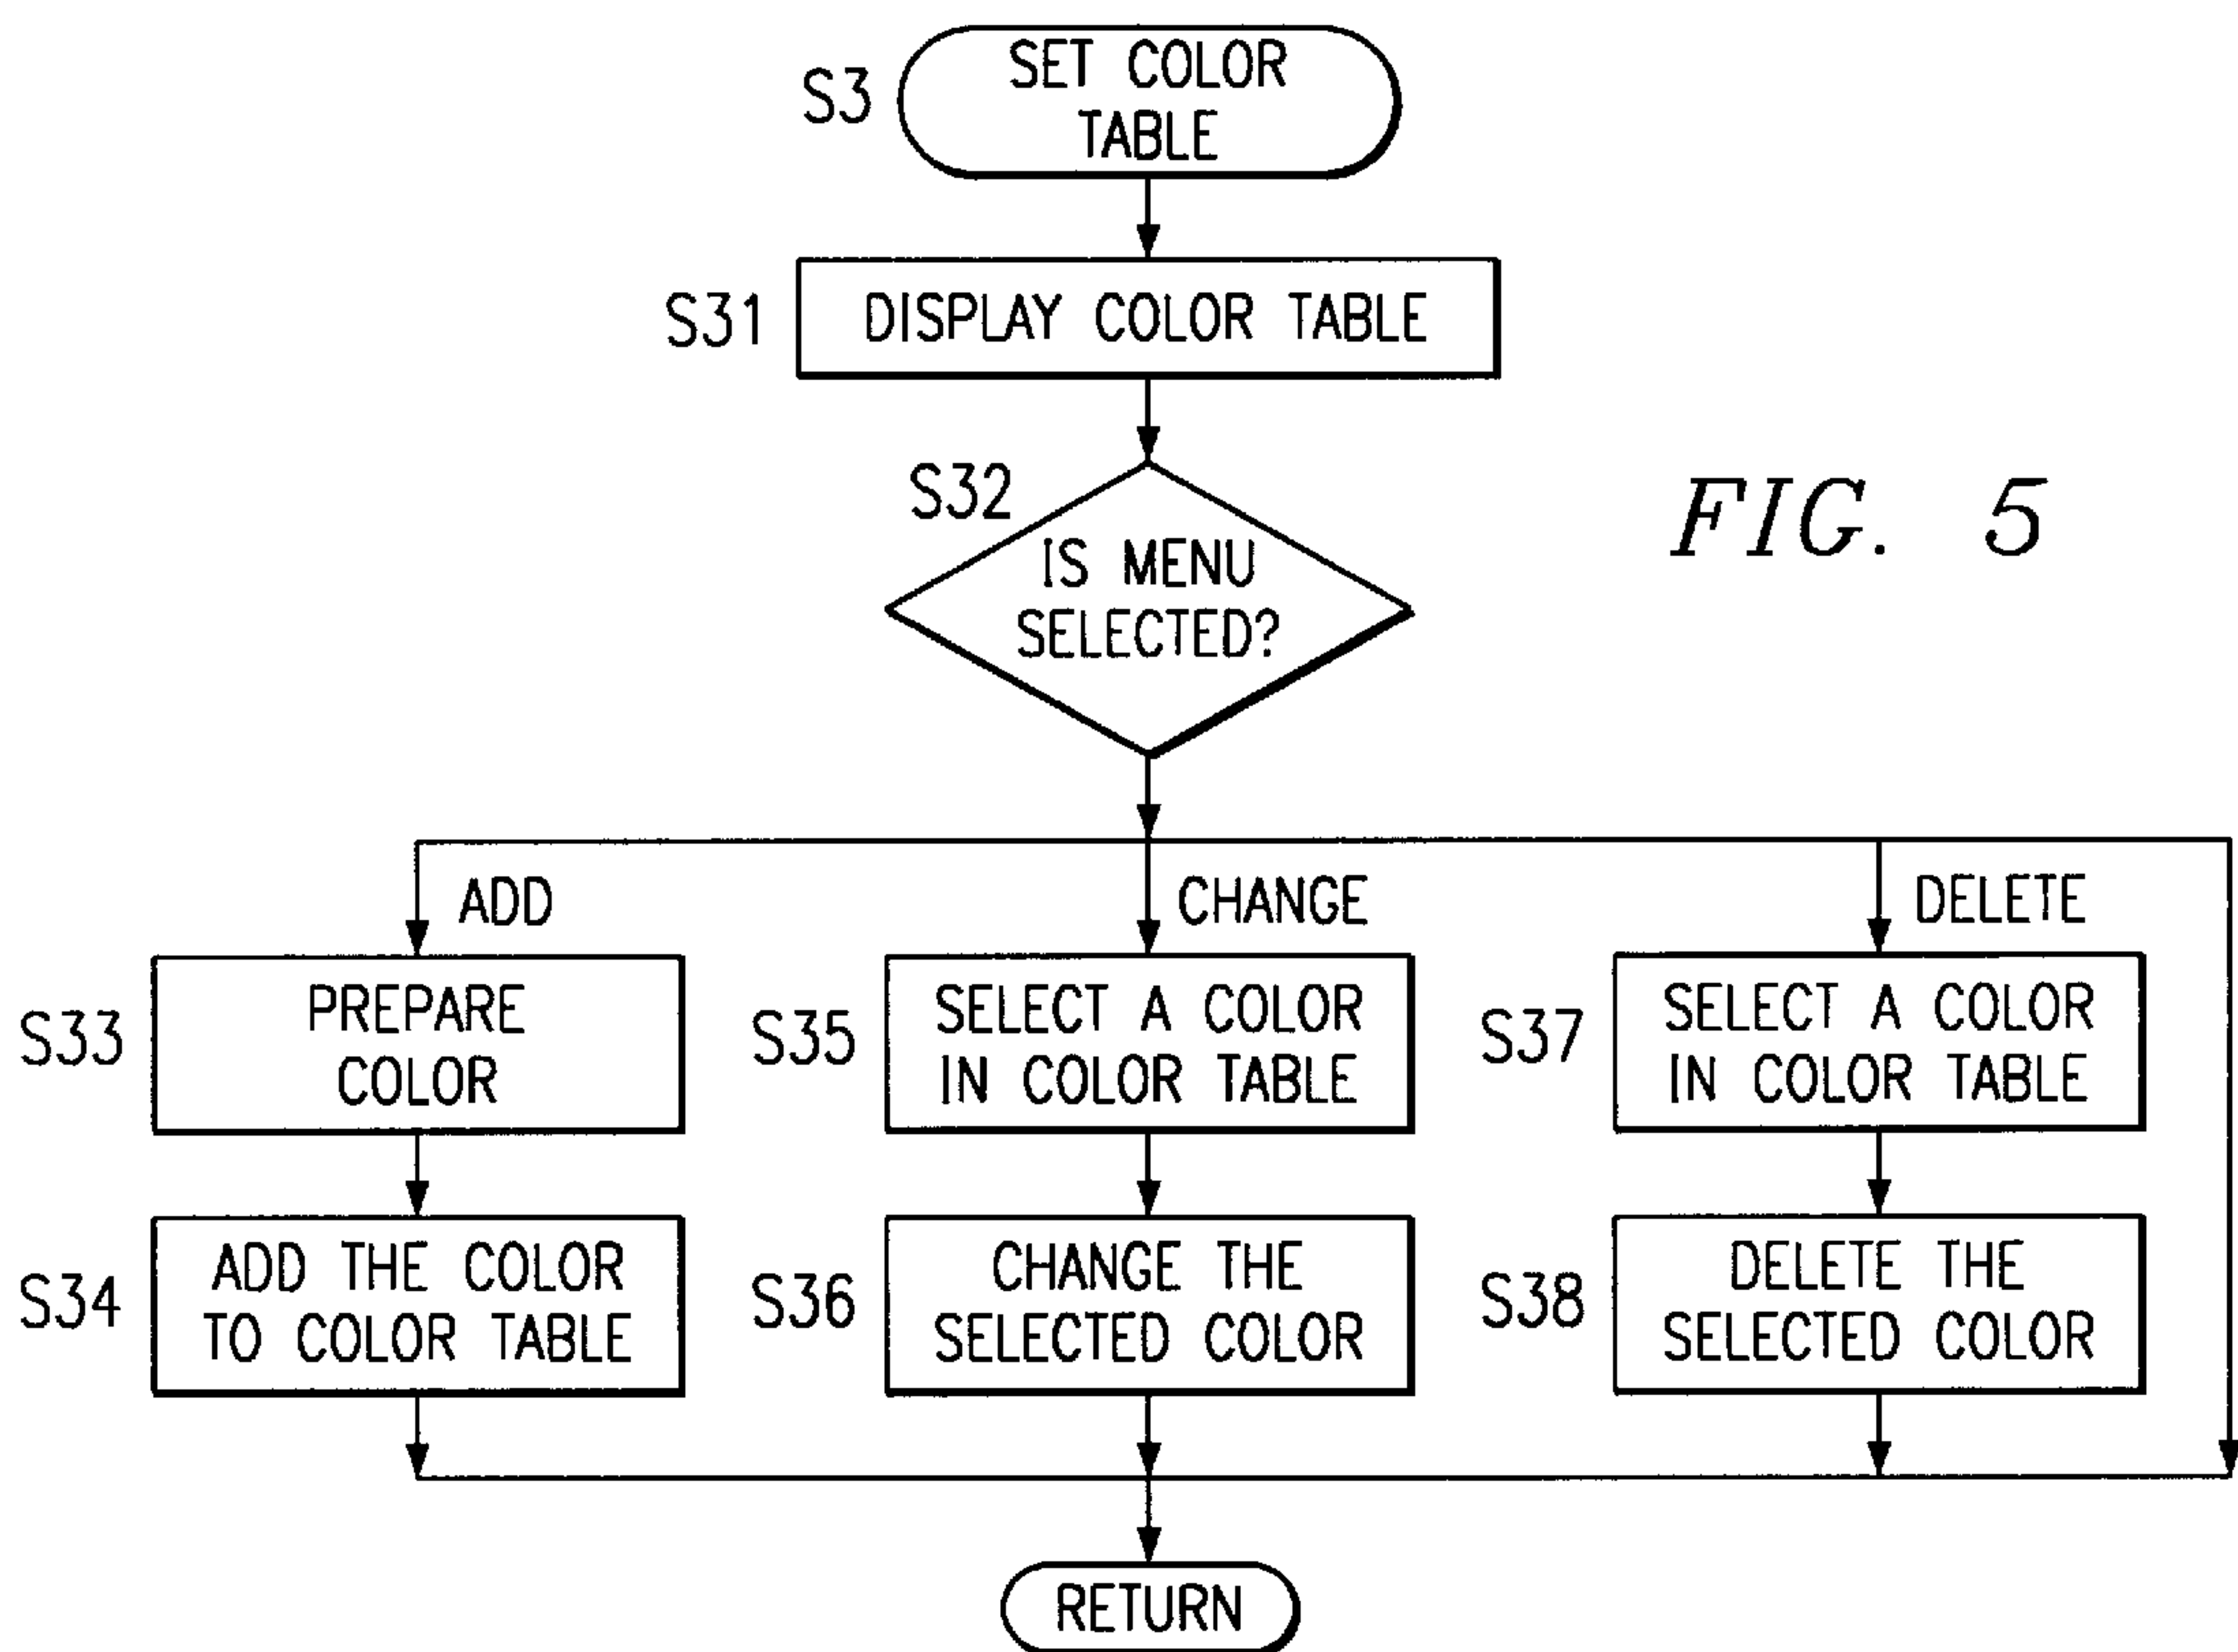 S3
SET COLOR
TABLE
S31
DISPLAY COLOR TABLE
S32
IS MENU
SELECTED?
FIG. 5
ADD
CHANGE
DELETE
S33
PREPARE
COLOR
S35
SELECT A COLOR
IN COLOR TABLE
S37
SELECT A COLOR
IN COLOR TABLE
S34
ADD THE COLOR
TO COLOR TABLE
S36
CHANGE THE
SELECTED COLOR
S38
DELETE THE
SELECTED COLOR
RETURN